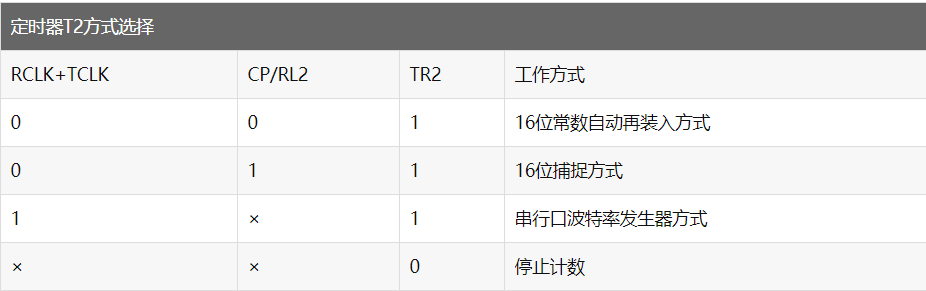 定时器T2方式选择
RCLK+TCLK CP/RL2 TR2 工作方式
0 0 1 16位常数自动再装入方式
0 1 1 16位捕捉方式
1 × 1 串行口波特率发生器方式
× × 0 停止计数